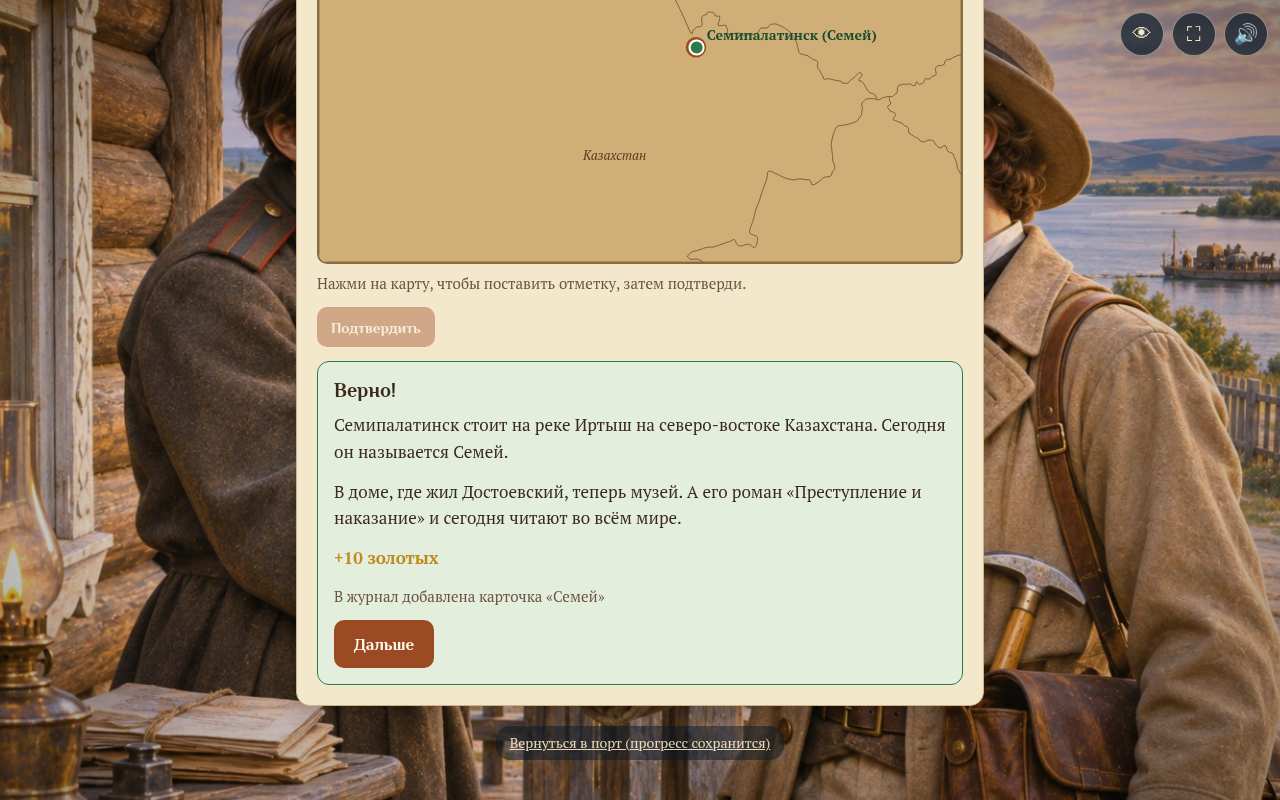 Семипалатинск (Семей)
Казахстан
Нажми на карту, чтобы поставить отметку, затем подтверди.
Подтвердить
Верно!
Семипалатинск стоит на реке Иртыш на северо-востоке Казахстана. Сегодня
он называется Семей.
В доме, где жил Достоевский, теперь музей. А его роман «Преступление и
наказание» и сегодня читают во всём мире.
+10 золотых
В журнал добавлена карточка «Семей»
Дальше
Вернуться в порт (прогресс сохранится)